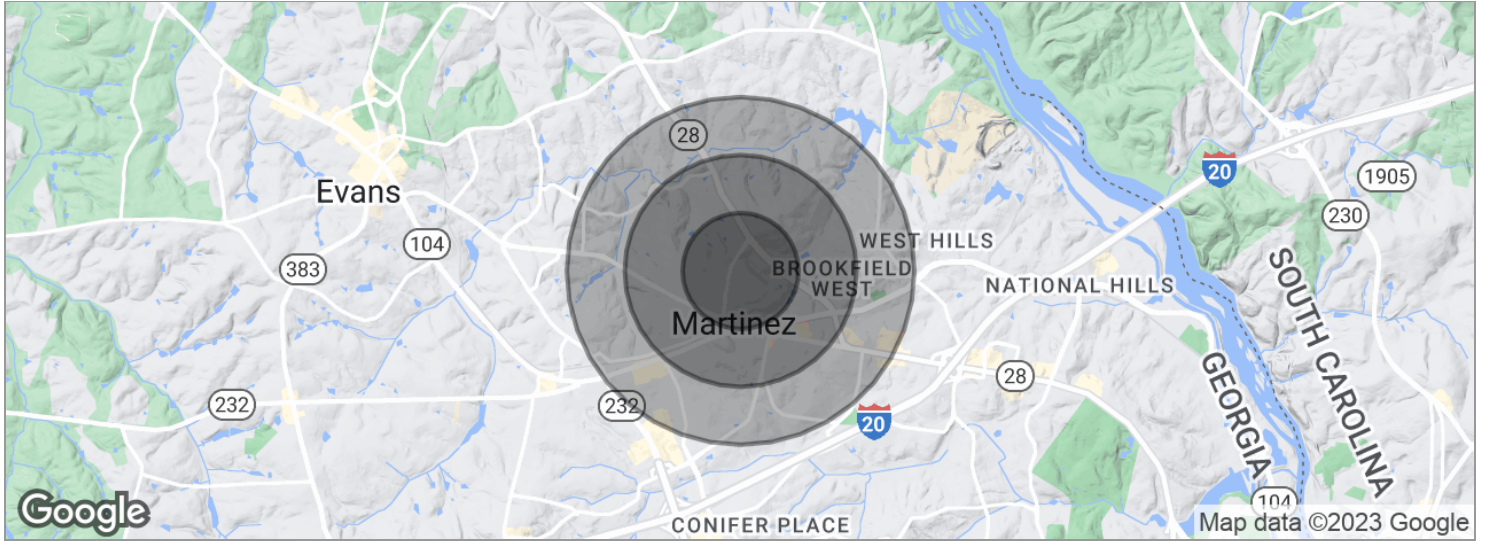 28
20
1905
Evans
230
104
WEST HILLS
383
BROOKFIELD
WEST
NATIONAL HILLS
SOUTH CAROLINA
Martinez
28
GEORGIA
232
232
20
104
Google
CONIFER PLACE
Map data ©2023 Google